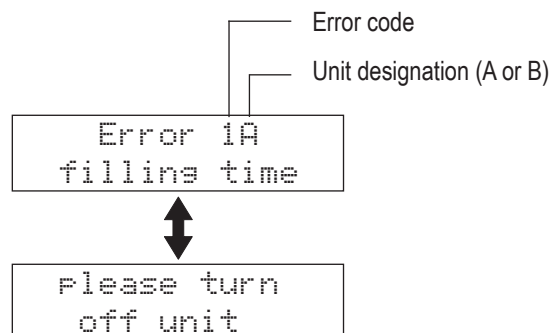 Error code
Unit designation (A or B)
Error 1A
filling time
please turn
off unit